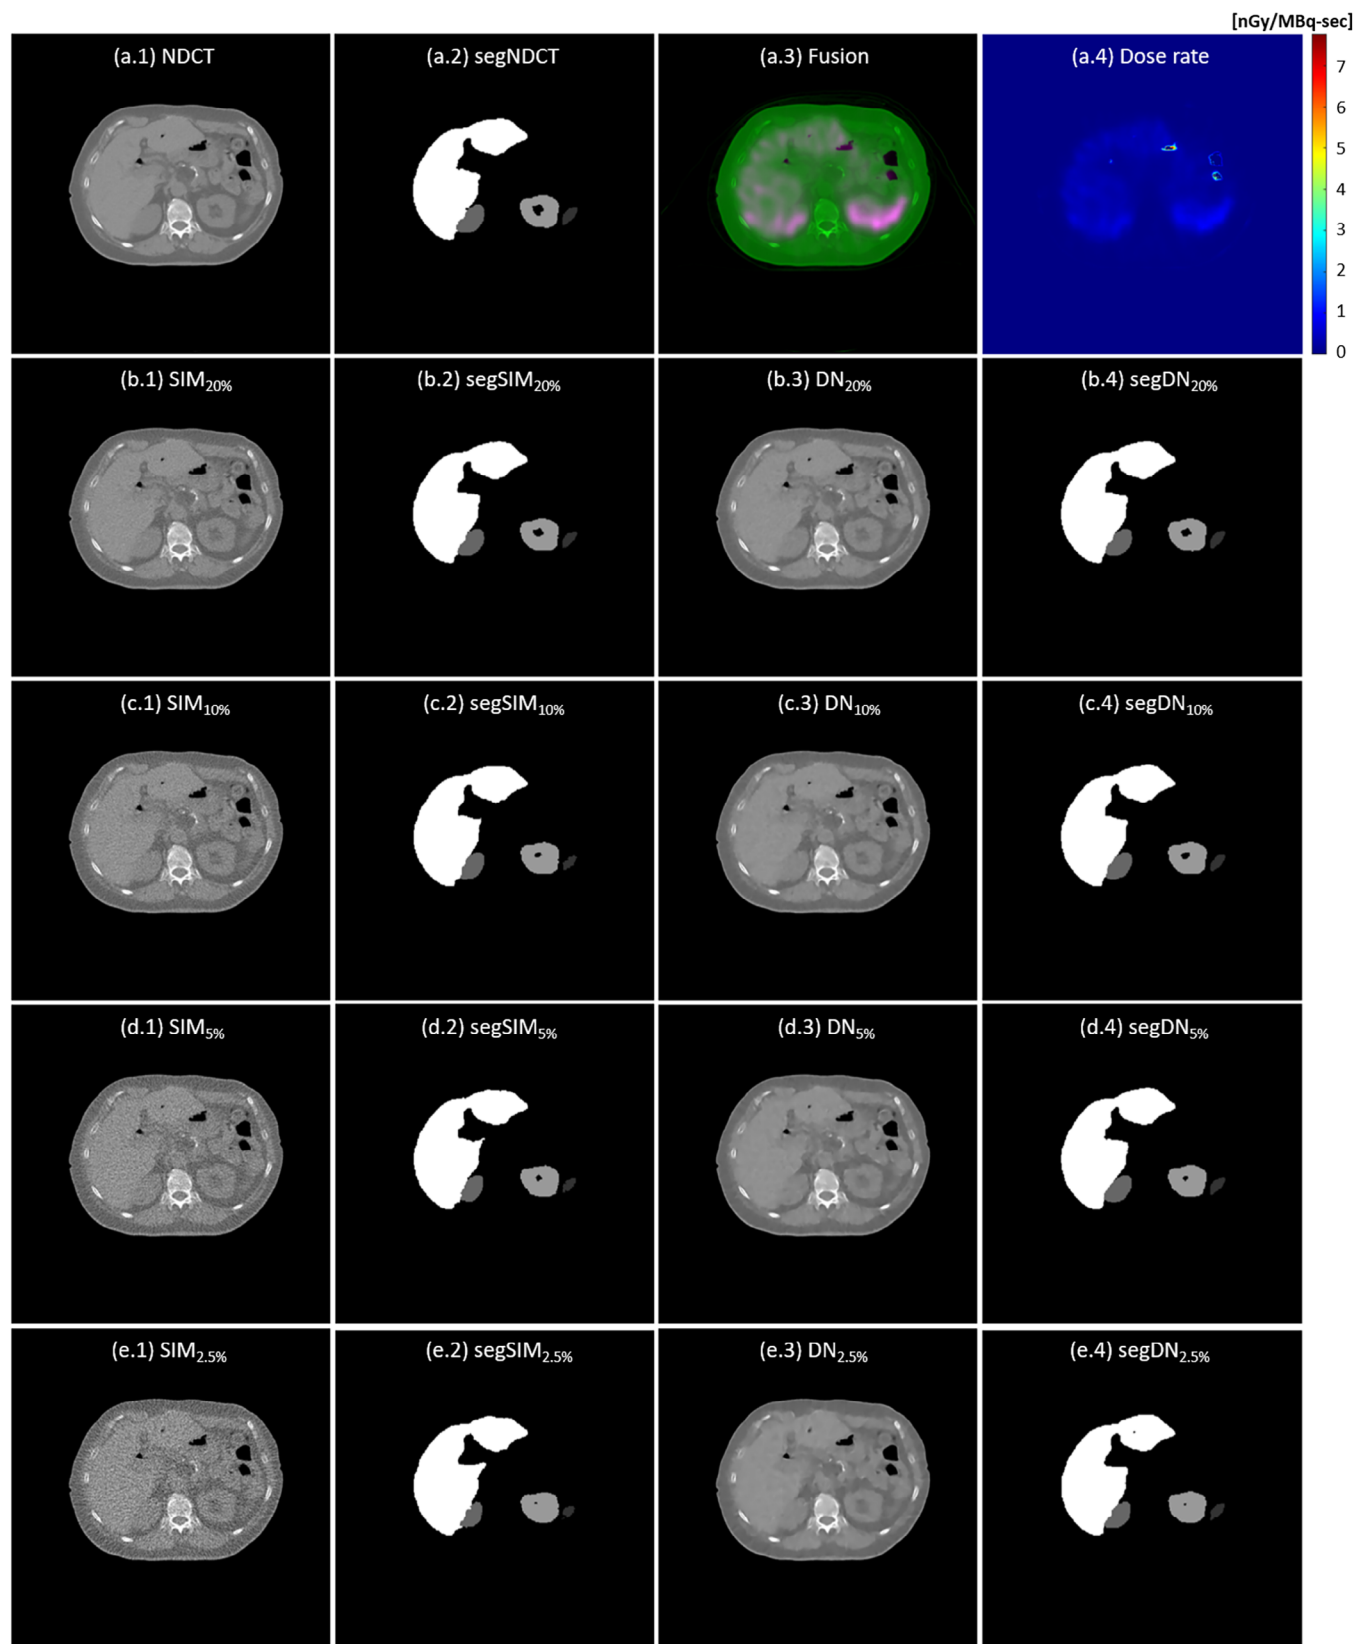 [nGy/MBq-sec]
(a.1) NDCT
(a.2) segNDCT
(a.3) Fusion
(a.4) Dose rate
7
6
5
4
3
2
1
0
(b.1) SIM20%
(b.2) segSIM20%
(b.3) DN20%
(b.4) segDN20%
(c.1) SIM10%
(c.2) segSIM10%
(c.3) DN10%
(c.4) segDN10%
(d.1) SIM5%
(d.2) segSIM5%
(d.3) DN5%
(d.4) segDN5%
(e.1) SIM2.5%
(e.2) segSIM2.5%
(e.3) DN2.5%
(e.4) segDN2.5%